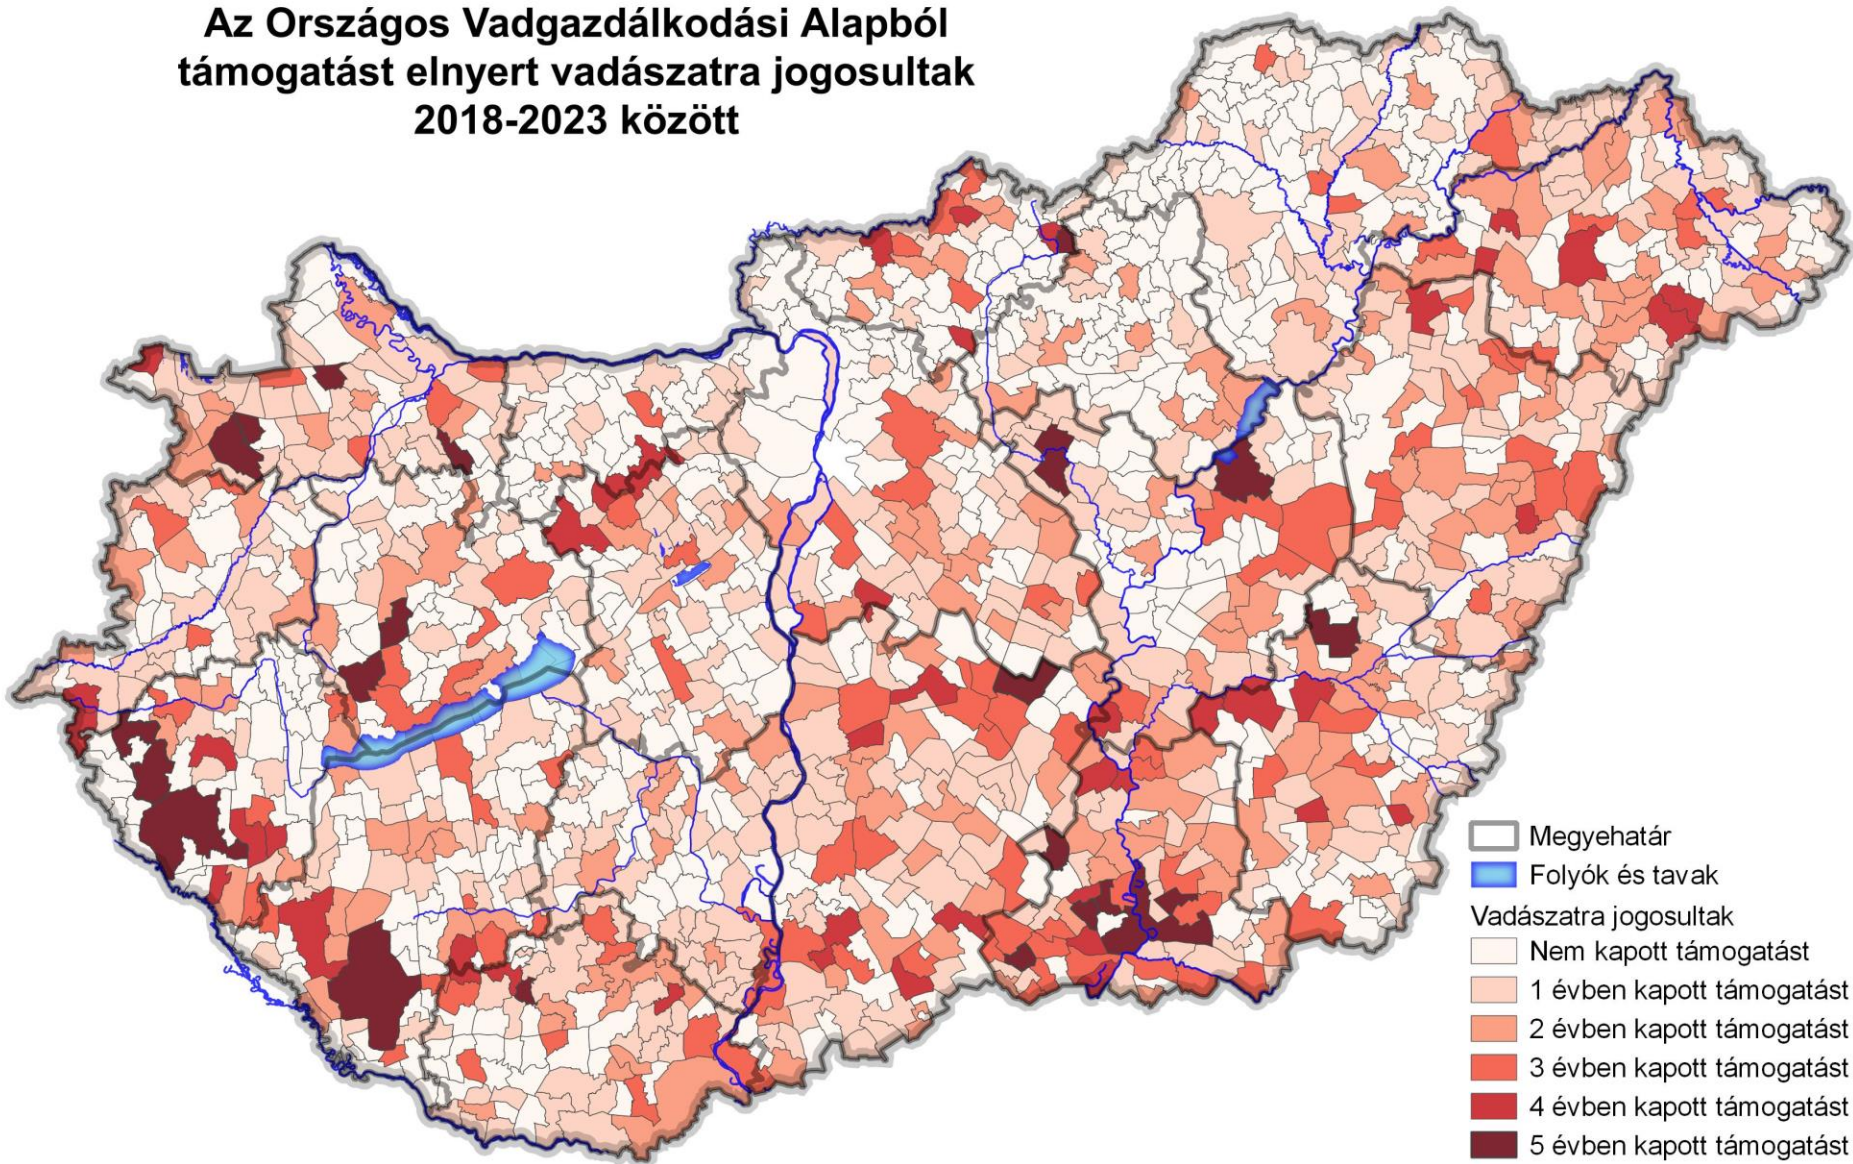 Az Országos Vadgazdálkodási Alapból
támogatást elnyert vadászatra jogosultak
2018-2023 között
Megyehatár
Folyók és tavak
Vadászatra jogosultak
Nem kapott támogatást
1 évben kapott támogatást
2 évben kapott támogatást
3 évben kapott támogatást
4 évben kapott támogatást
5 évben kapott támogatást